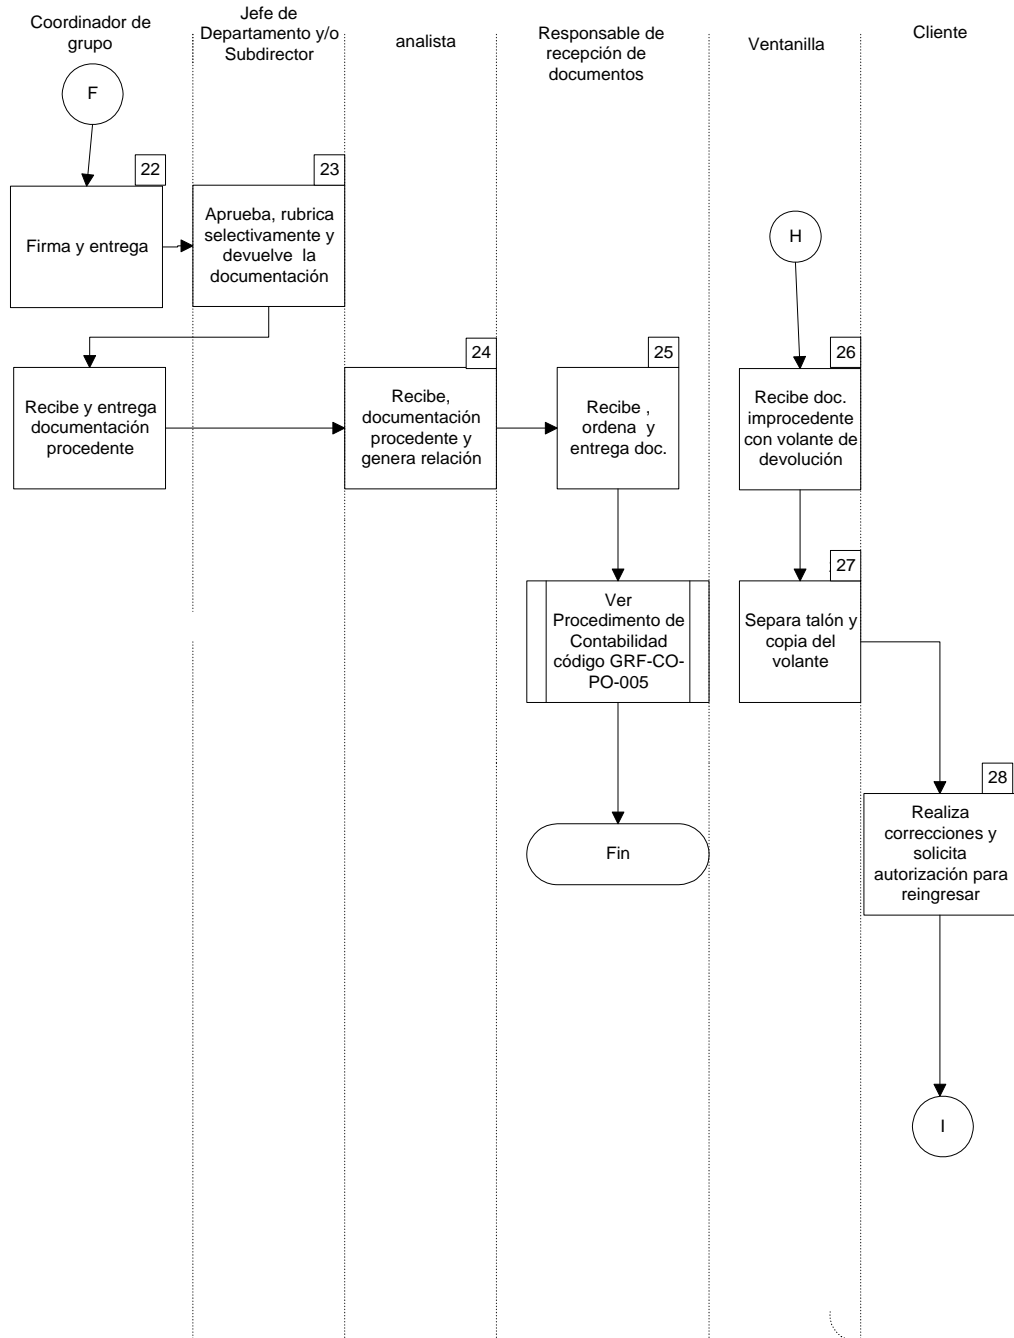 Coordinador de
grupo
Jefe de
Departamento y/o
Subdirector
analista
Responsable de
recepción de
documentos
Ventanilla
Cliente
F
22
Firma y entrega
23
Aprueba, rubrica
selectivamente y
devuelve la
documentación
H
Recibe y entrega
documentación
procedente
24
Recibe,
documentación
procedente y
genera relación
25
Recibe ,
ordena y
entrega doc.
26
Recibe doc.
improcedente
con volante de
devolución
Ver
Procedimento de
Contabilidad
código GRF-CO-
PO-005
27
Separa talón y
copia del
volante
28
Realiza
correcciones y
solicita
autorización para
reingresar
Fin
I